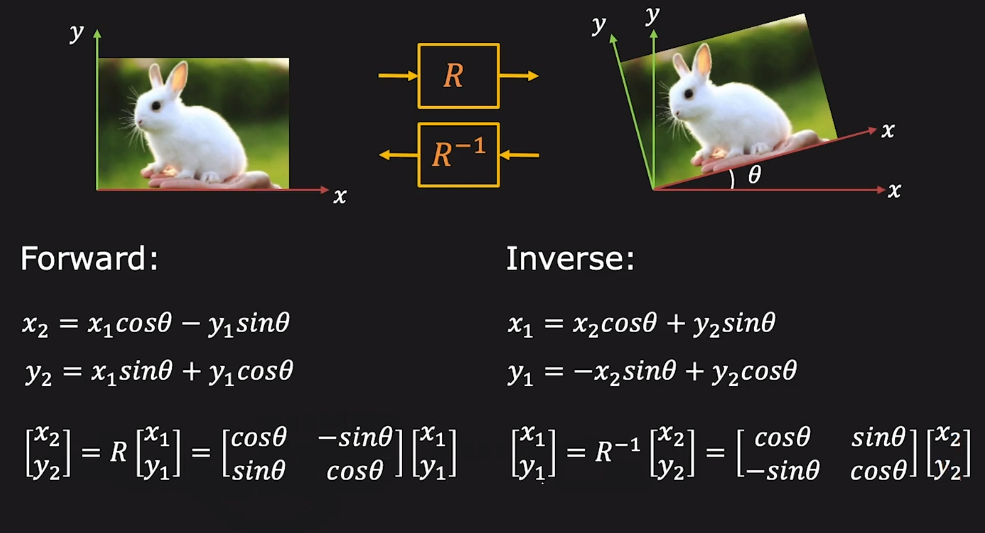 y
x
R
R⁻¹
y
y
x
θ
x
Forward:
x₂ = x₁cosθ − y₁sinθ
y₂ = x₁sinθ + y₁cosθ
[x₂ y₂] = R [x₁ y₁] = [cosθ −sinθ sinθ cosθ] [x₁ y₁]
Inverse:
x₁ = x₂cosθ + y₂sinθ
y₁ = −x₂sinθ + y₂cosθ
[x₁ y₁] = R⁻¹ [x₂ y₂] = [cosθ sinθ −sinθ cosθ] [x₂ y₂]